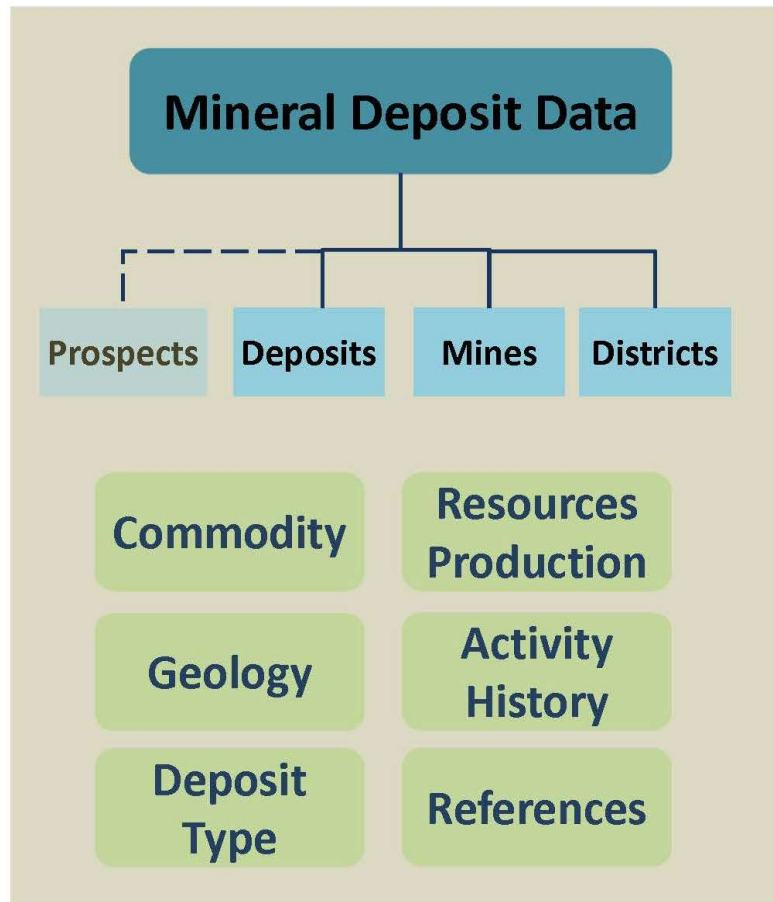 Mineral Deposit Data
Prospects
Deposits
Mines
Districts
Commodity
Resources
Production
Geology
Activity
History
Deposit
Type
References